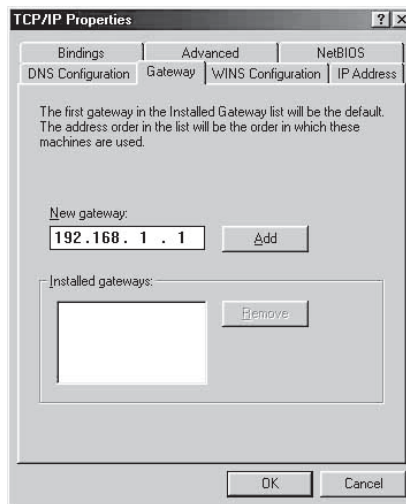 TCP/IP Properties
Bindings Advanced NetBIOS
DNS Configuration Gateway WINS Configuration IP Address
The first gateway in the Installed Gateway list will be the default.
The address order in the list will be the order in which these
machines are used.
New gateway:
192.168. 1 . 1 Add
Installed gateways:
Remove
OK Cancel